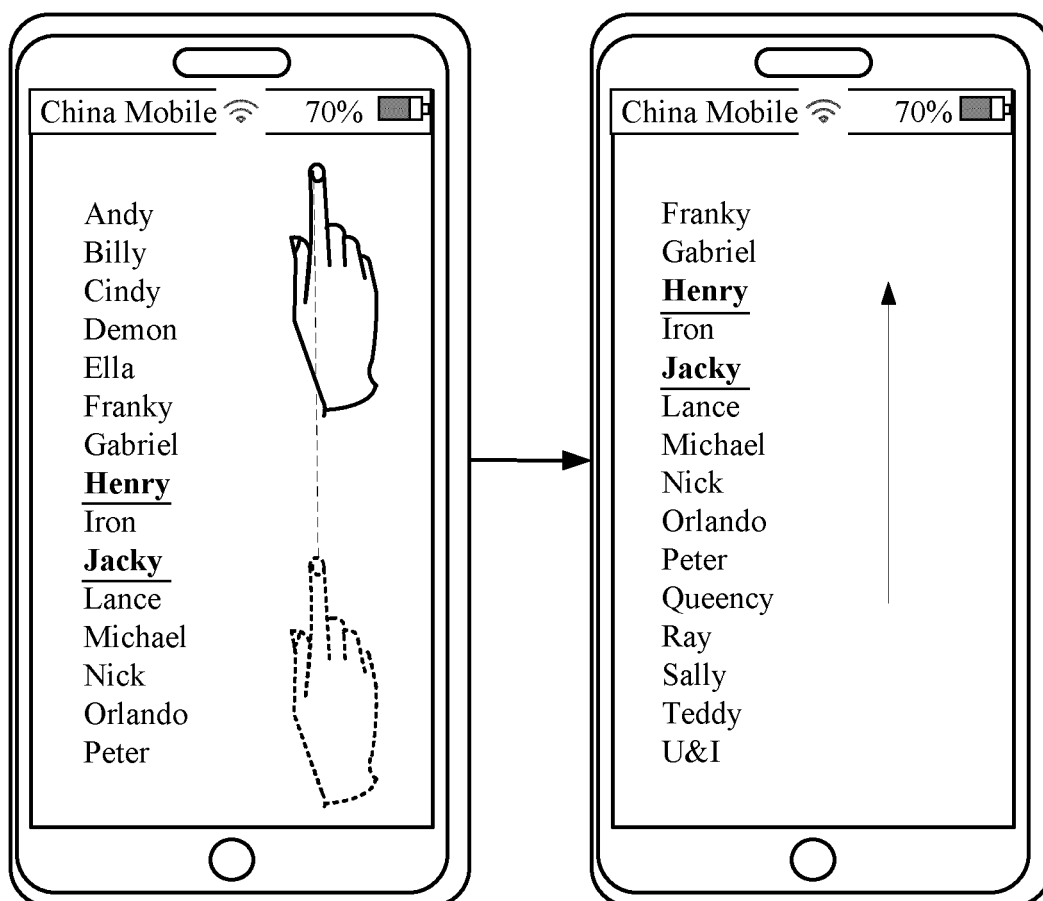 China Mobile 70%
Andy
Billy
Cindy
Demon
Ella
Franky
Gabriel
Henry
Iron
Jacky
Lance
Michael
Nick
Orlando
Peter
China Mobile 70%
Franky
Gabriel
Henry
Iron
Jacky
Lance
Michael
Nick
Orlando
Peter
Queency
Ray
Sally
Teddy
U&I